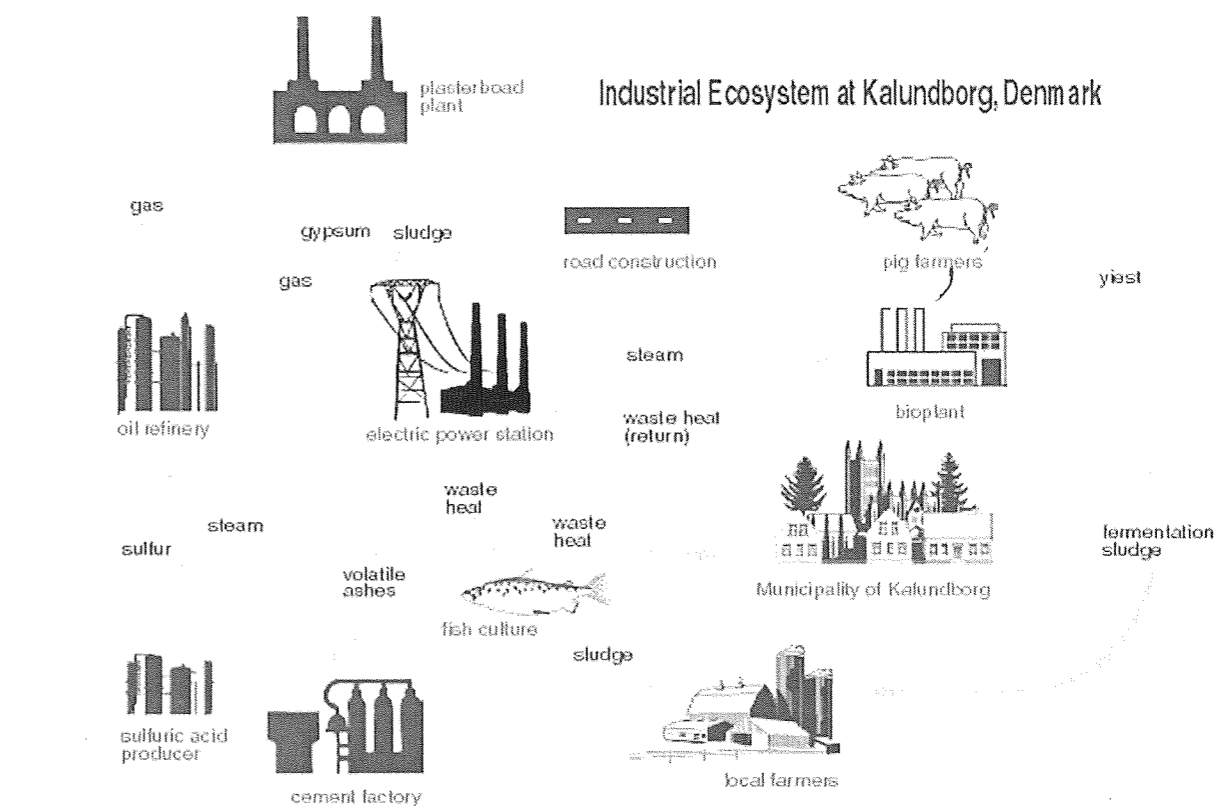 plasterboad
plant
Industrial Ecosystem at Kalundborg, Denmark
gas
gypsum
sludge
road construction
pig farmers
gas
yiest
steam
oil refinery
electric power station
waste heat
(return)
bioplant
waste
heat
steam
sulfur
waste
heat
fermentation
sludge
volatile
ashes
Municipality of Kalundborg
fish culture
sludge
sulfuric acid
producer
local farmers
cement factory